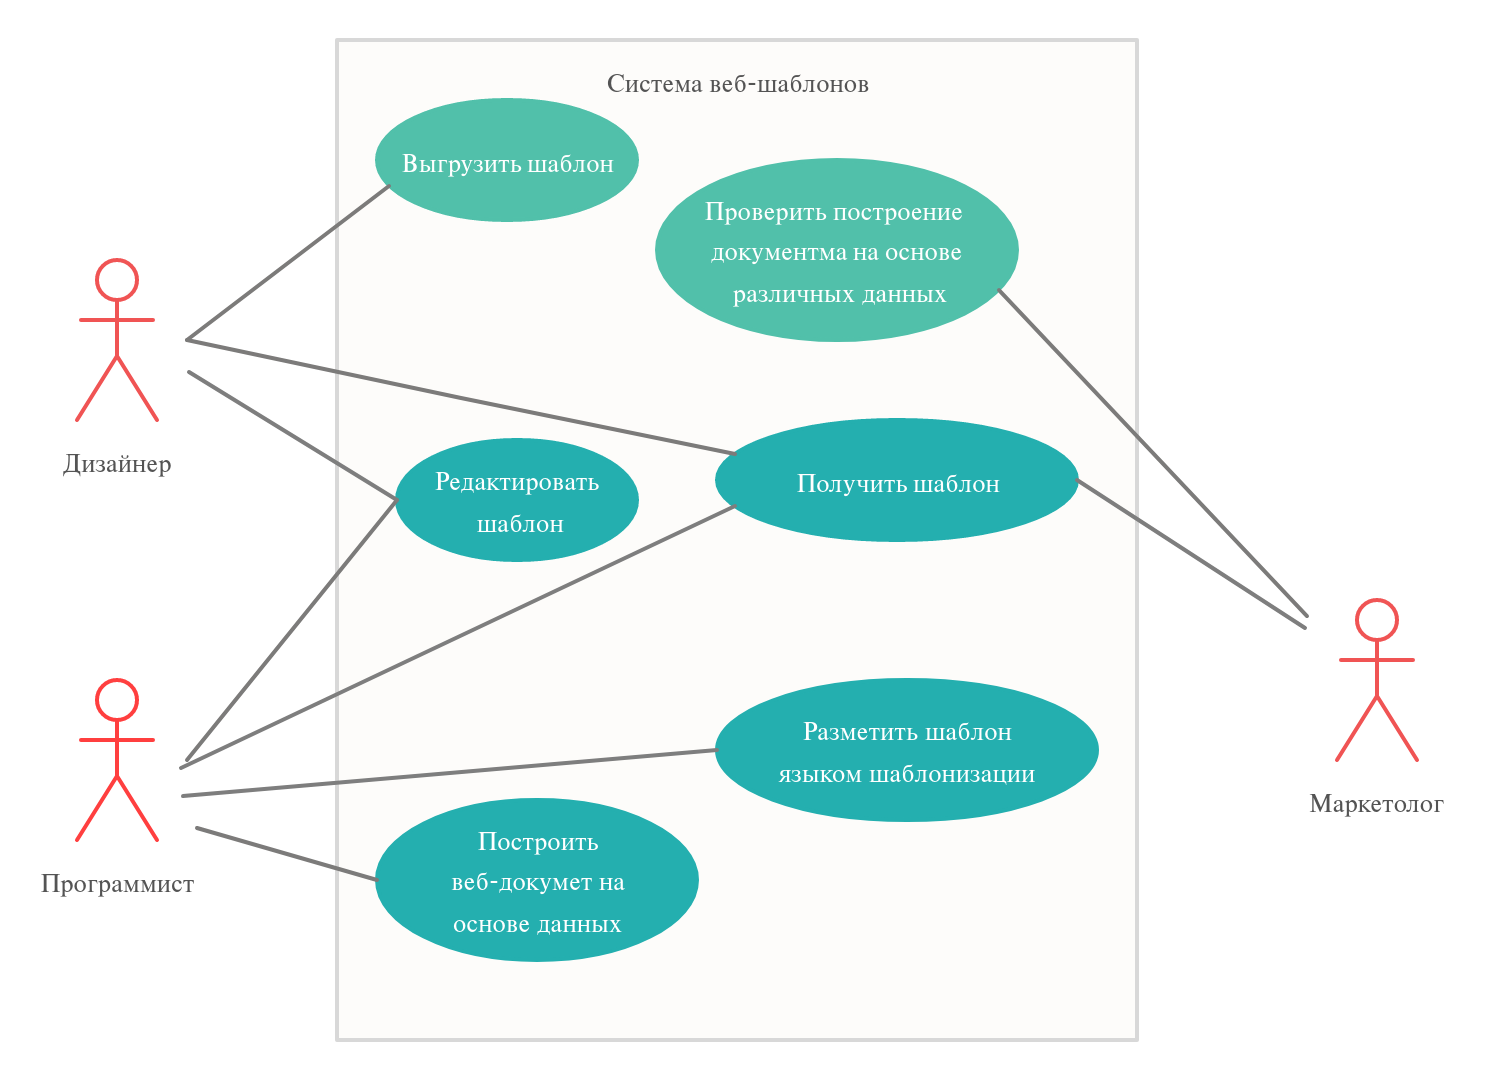 Система веб-шаблонов
Выгрузить шаблон
Проверить построение
документма на основе
различных данных
Дизайнер
Редактировать
шаблон
Получить шаблон
Разметить шаблон
языком шаблонизации
Маркетолог
Построить
веб-докумет на
основе данных
Программист